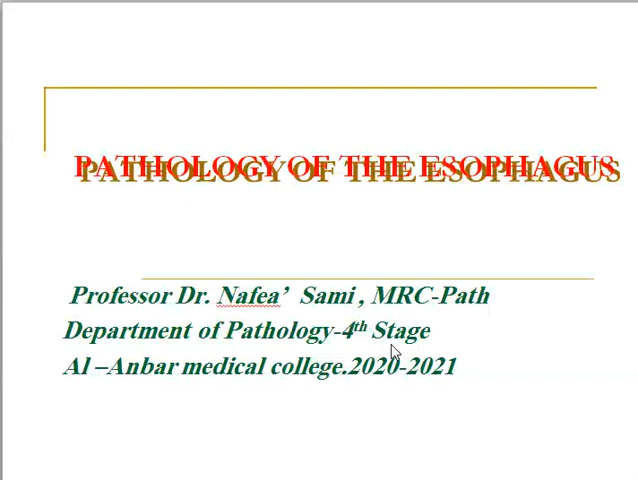 PATHOLOGY OF THE ESOPHAGUS
Professor Dr. Nafea’ Sami , MRC-Path
Department of Pathology-4th Stage
Al –Anbar medical college.2020-2021